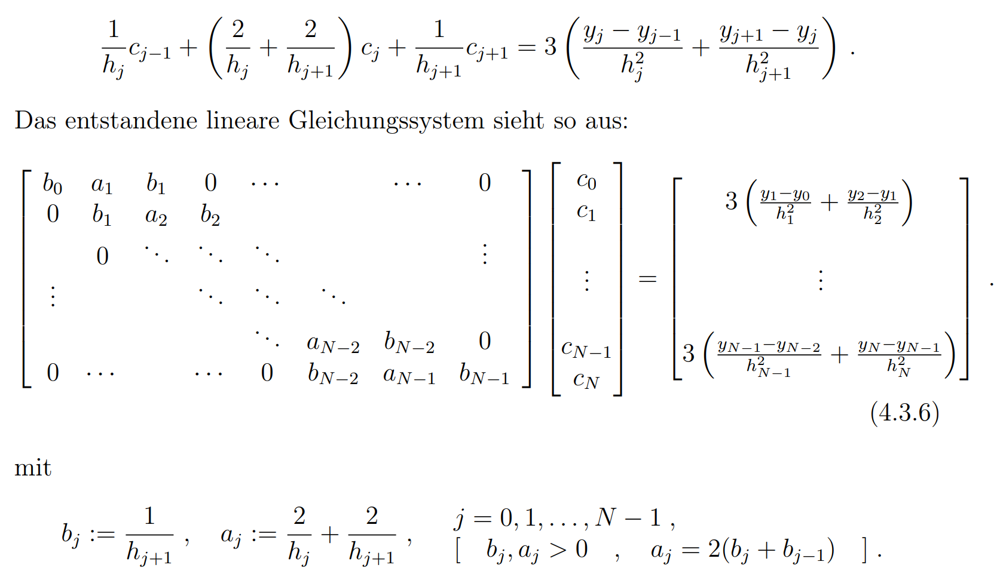 $$\frac{1}{h_j}c_{j-1} + \left(\frac{2}{h_j} + \frac{2}{h_{j+1}}\right)c_j + \frac{1}{h_{j+1}}c_{j+1} = 3\left(\frac{y_j - y_{j-1}}{h_j^2} + \frac{y_{j+1} - y_j}{h_{j+1}^2}\right) \, .$$
Das entstandene lineare Gleichungssystem sieht so aus:
$$\begin{bmatrix} b_0 & a_1 & b_1 & 0 & \cdots & & \cdots & 0 \\ 0 & b_1 & a_2 & b_2 & & & & \\ & 0 & \ddots & \ddots & \ddots & & & \vdots \\ \vdots & & & \ddots & \ddots & \ddots & & \\ & & & & \ddots & a_{N-2} & b_{N-2} & 0 \\ 0 & \cdots & & \cdots & 0 & b_{N-2} & a_{N-1} & b_{N-1} \end{bmatrix} \begin{bmatrix} c_0 \\ c_1 \\ \\ \vdots \\ \\ c_{N-1} \\ c_N \end{bmatrix} = \begin{bmatrix} 3\left(\frac{y_1-y_0}{h_1^2} + \frac{y_2-y_1}{h_2^2}\right) \\ \\ \vdots \\ \\ 3\left(\frac{y_{N-1}-y_{N-2}}{h_{N-1}^2} + \frac{y_N-y_{N-1}}{h_N^2}\right) \end{bmatrix} \, .$$
(4.3.6)
mit
$$b_j := \frac{1}{h_{j+1}} \, , \quad a_j := \frac{2}{h_j} + \frac{2}{h_{j+1}} \, , \quad \begin{array}{l} j = 0, 1, \ldots, N-1 \, , \\ {[} \quad b_j, a_j > 0 \quad , \quad a_j = 2(b_j + b_{j-1}) \quad {]} \, . \end{array}$$